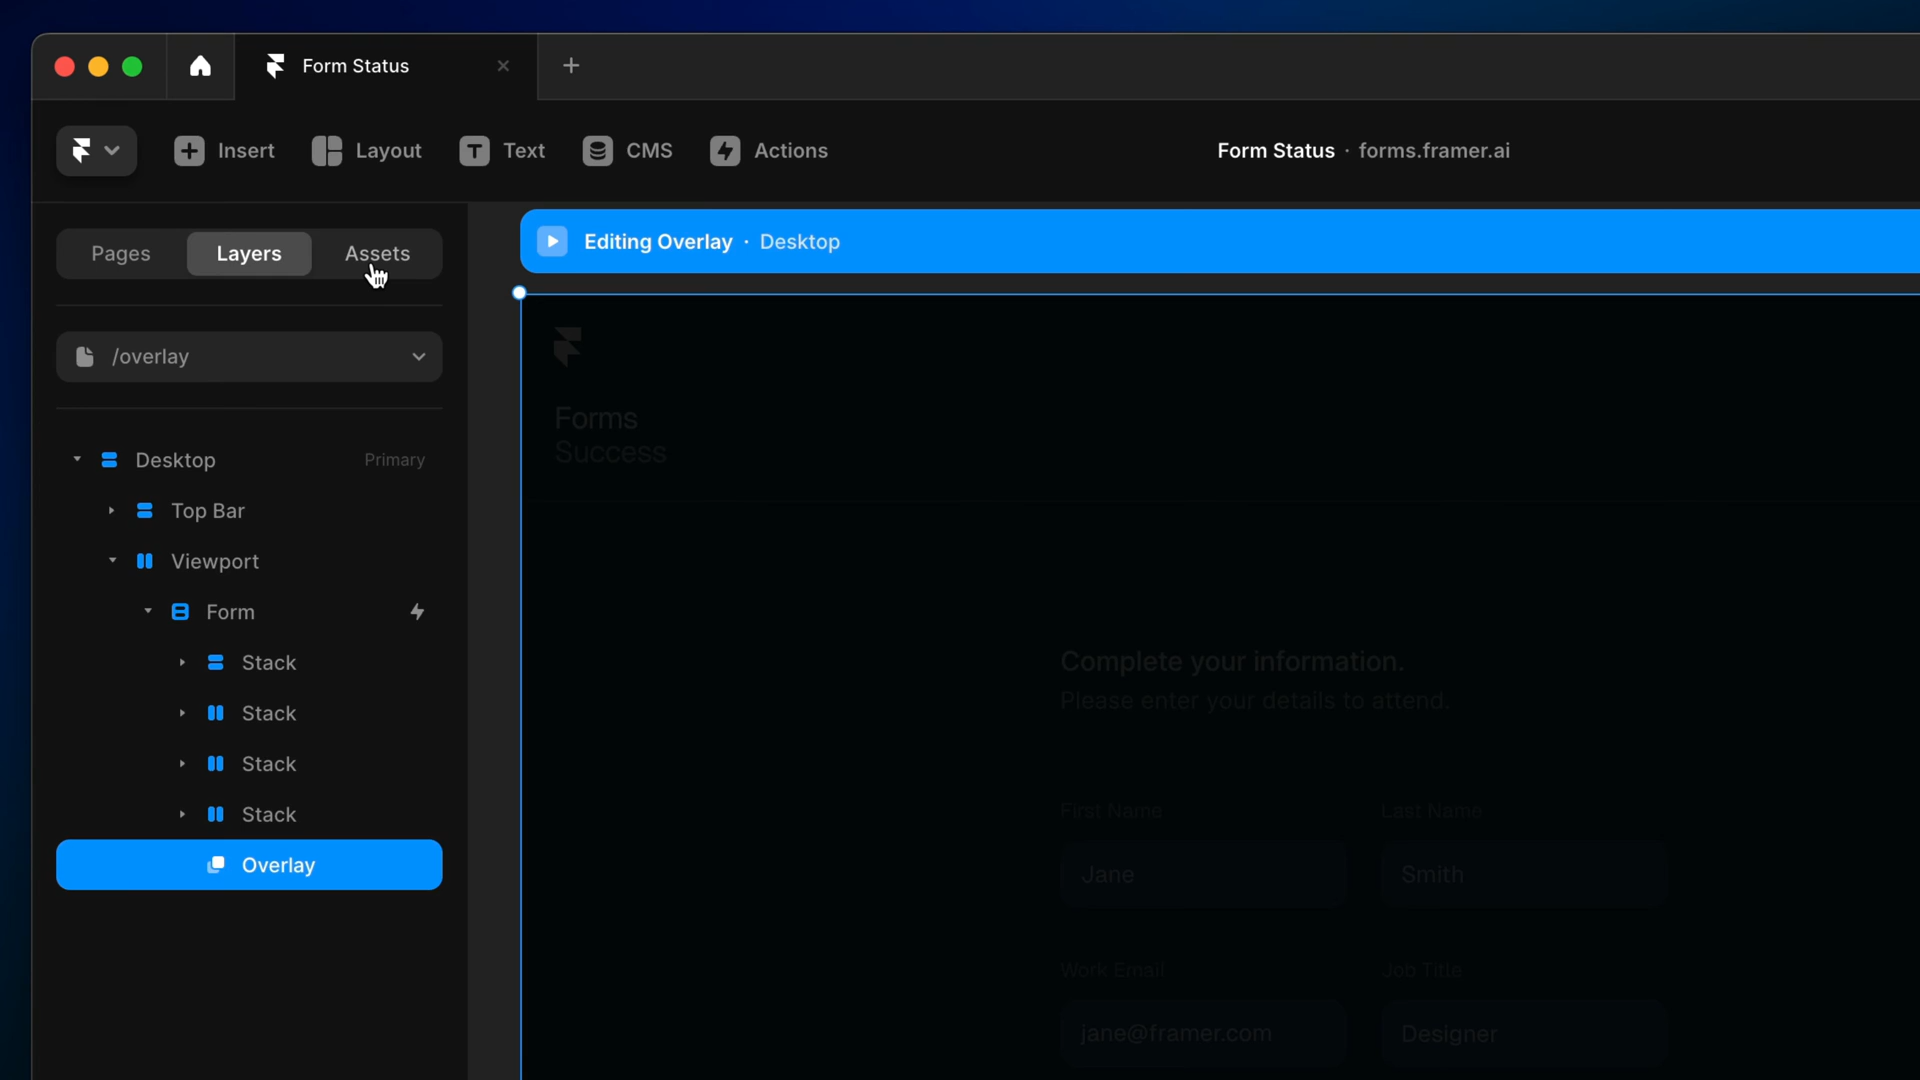 Form Status
Insert
Layout
Text
CMS
Actions
Form Status · forms.framer.ai
Pages
Layers
Assets
Editing Overlay · Desktop
/overlay
Desktop
Primary
Top Bar
Viewport
Form
Stack
Stack
Stack
Stack
Overlay
Forms
Success
Complete your information.
Please enter your details to attend.
First Name
Last Name
Jane
Smith
Work Email
Job Title
jane@framer.com
Designer